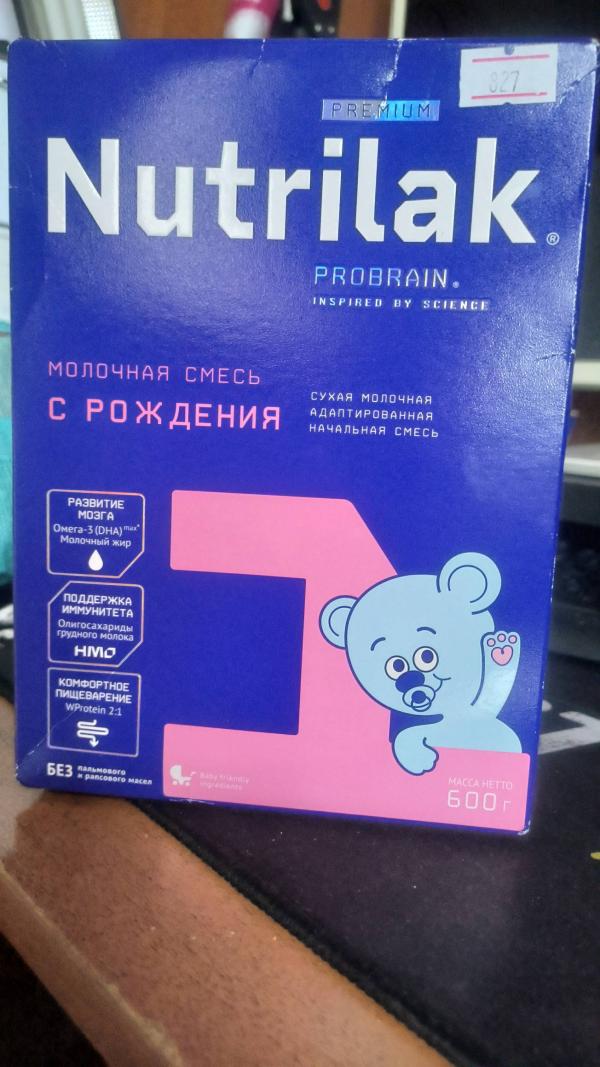 827
PREMIUM
Nutrilak®
PROBRAIN®
INSPIRED BY SCIENCE
МОЛОЧНАЯ СМЕСЬ
С РОЖДЕНИЯ
СУХАЯ МОЛОЧНАЯ
АДАПТИРОВАННАЯ
НАЧАЛЬНАЯ СМЕСЬ
РАЗВИТИЕ
МОЗГА
Омега-3 (DHA) max*
Молочный жир
ПОДДЕРЖКА
ИММУНИТЕТА
Олигосахариды
грудного молока
HMO
КОМФОРТНОЕ
ПИЩЕВАРЕНИЕ
WProtein 2:1
БЕЗ пальмового
и рапсового масел
1
Baby friendly
ingredients
МАССА НЕТТО
600 г